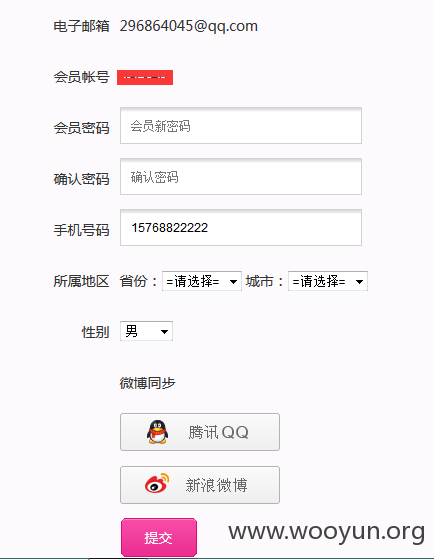 电子邮箱 296864045@qq.com
会员帐号
会员密码 会员新密码
确认密码 确认密码
手机号码 15768822222
所属地区 省份：=请选择= 城市：=请选择=
性别 男
微博同步
腾讯QQ
新浪微博
提交
www.wooyun.org